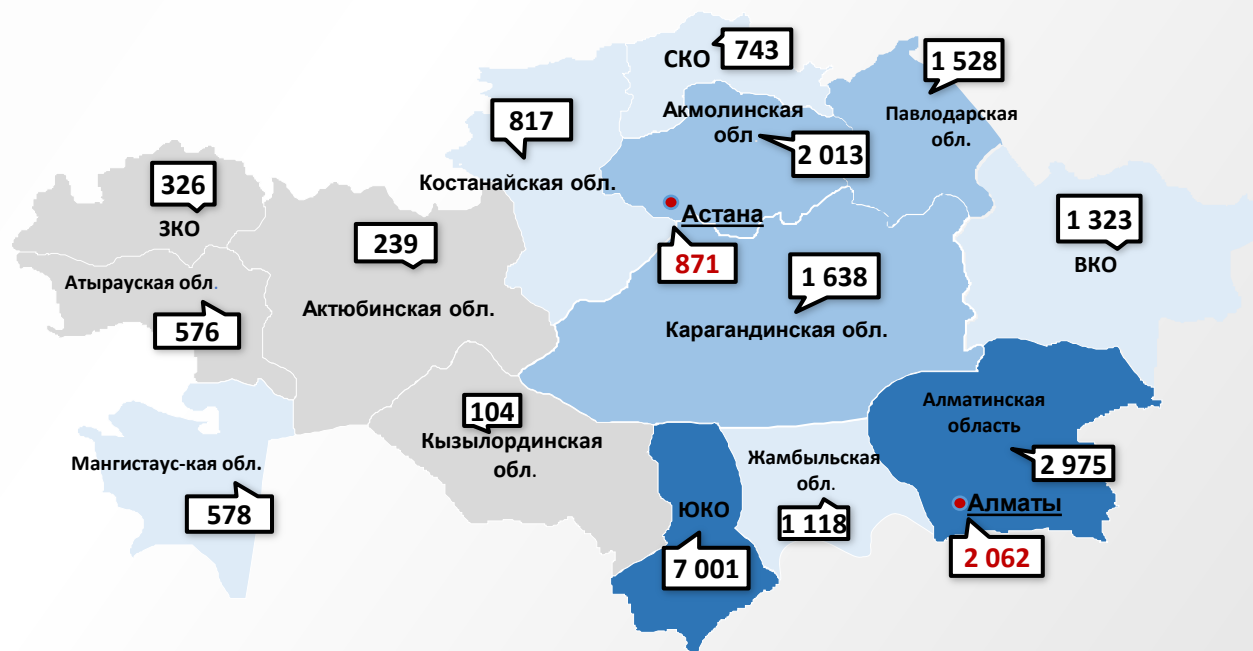 СКО
743
1 528
Акмолинская
обл
2 013
Павлодарская
обл.
817
Костанайская обл.
326
ЗКО
239
Актюбинская обл.
Атырауская обл.
576
Астана
871
1 638
Карагандинская обл.
1 323
ВКО
104
Кызылординская
обл.
Мангистаус-кая обл.
578
ЮКО
7 001
Жамбыльская
обл.
1 118
Алматинская
область
2 975
Алматы
2 062